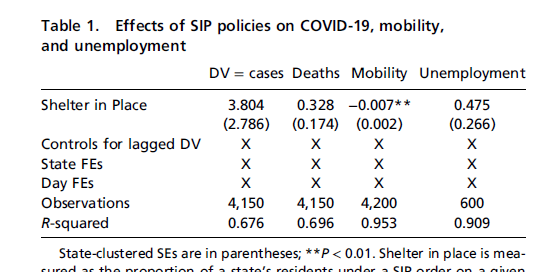 Table 1. Effects of SIP policies on COVID-19, mobility,
and unemployment
DV = cases Deaths Mobility Unemployment
Shelter in Place 3.804 0.328 −0.007** 0.475
(2.786) (0.174) (0.002) (0.266)
Controls for lagged DV X X X X
State FEs X X X X
Day FEs X X X X
Observations 4,150 4,150 4,200 600
R-squared 0.676 0.696 0.953 0.909
State-clustered SEs are in parentheses; **P < 0.01. Shelter in place is mea-
sured as the proportion of a state's residents under a SIP order on a given